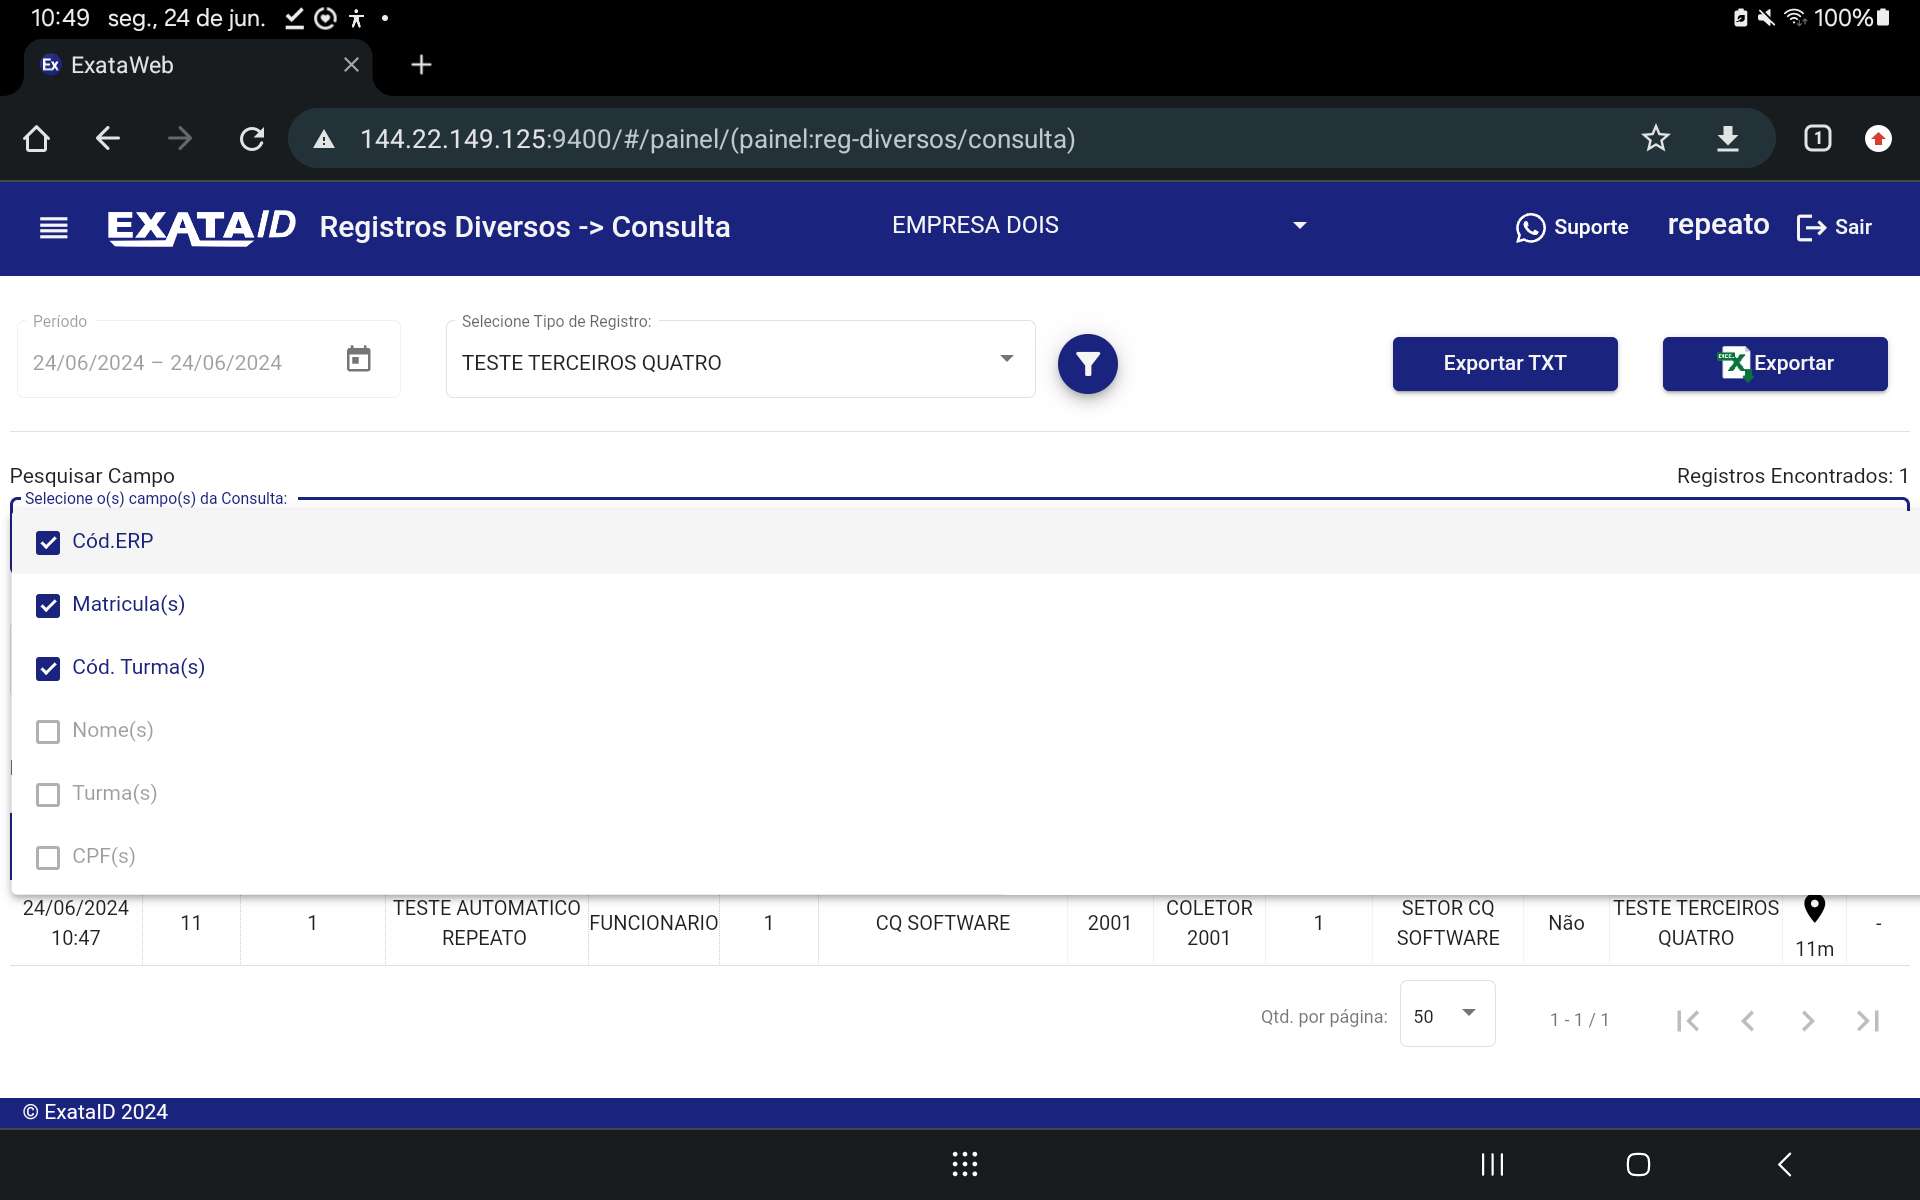 10:49 seg., 24 de jun.
100%
Ex ExataWeb
144.22.149.125:9400/#/painel/(painel:reg-diversos/consulta)
1
EXATAID Registros Diversos -> Consulta
EMPRESA DOIS
Suporte
repeato
Sair
Período
24/06/2024 – 24/06/2024
Selecione Tipo de Registro:
TESTE TERCEIROS QUATRO
Exportar TXT
Exportar
Pesquisar Campo
Registros Encontrados: 1
Selecione o(s) campo(s) da Consulta:
Cód.ERP
Matricula(s)
Cód. Turma(s)
Nome(s)
Turma(s)
CPF(s)
24/06/2024
10:47
11
1
TESTE AUTOMATICO
REPEATO
FUNCIONARIO
1
CQ SOFTWARE
2001
COLETOR
2001
1
SETOR CQ
SOFTWARE
Não
TESTE TERCEIROS
QUATRO
11m
-
Qtd. por página:
50
1 - 1 / 1
© ExataID 2024